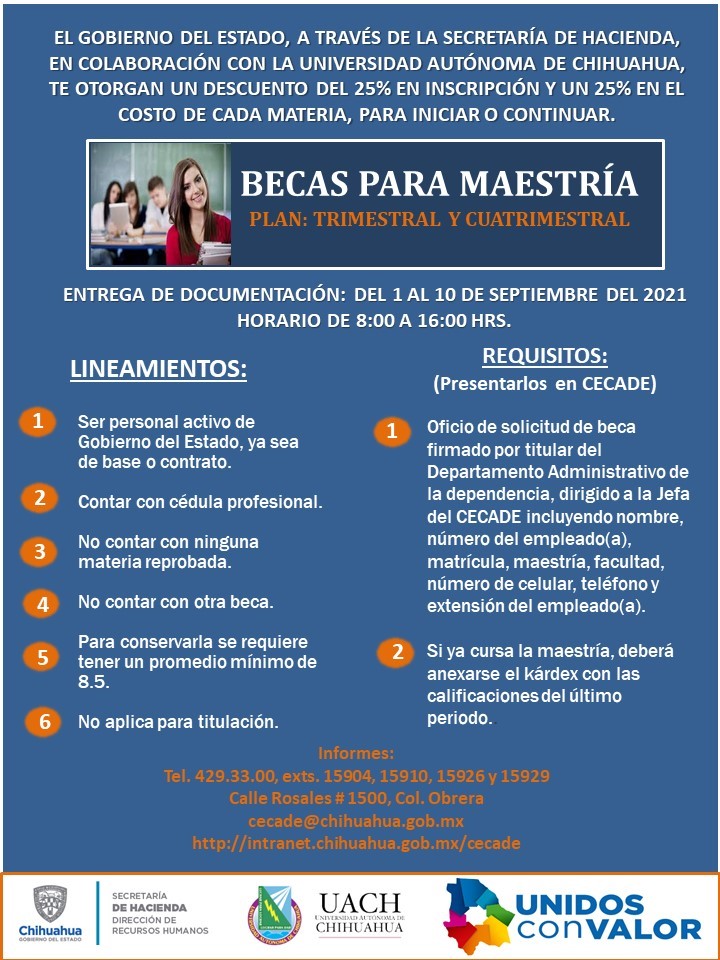 EL GOBIERNO DEL ESTADO, A TRAVÉS DE LA SECRETARÍA DE HACIENDA,
EN COLABORACIÓN CON LA UNIVERSIDAD AUTÓNOMA DE CHIHUAHUA,
TE OTORGAN UN DESCUENTO DEL 25% EN INSCRIPCIÓN Y UN 25% EN EL
COSTO DE CADA MATERIA, PARA INICIAR O CONTINUAR.
BECAS PARA MAESTRÍA
PLAN: TRIMESTRAL Y CUATRIMESTRAL
ENTREGA DE DOCUMENTACIÓN: DEL 1 AL 10 DE SEPTIEMBRE DEL 2021
HORARIO DE 8:00 A 16:00 HRS.
LINEAMIENTOS:
1 Ser personal activo de
Gobierno del Estado, ya sea
de base o contrato.
2 Contar con cédula profesional.
3 No contar con ninguna
materia reprobada.
4 No contar con otra beca.
5 Para conservarla se requiere
tener un promedio mínimo de
8.5.
6 No aplica para titulación.
REQUISITOS:
(Presentarlos en CECADE)
1 Oficio de solicitud de beca
firmado por titular del
Departamento Administrativo de
la dependencia, dirigido a la Jefa
del CECADE incluyendo nombre,
número del empleado(a),
matrícula, maestría, facultad,
número de celular, teléfono y
extensión del empleado(a).
2 Si ya cursa la maestría, deberá
anexarse el kárdex con las
calificaciones del último
periodo.
Informes:
Tel. 429.33.00, exts. 15904, 15910, 15926 y 15929
Calle Rosales # 1500, Col. Obrera
cecade@chihuahua.gob.mx
http://intranet.chihuahua.gob.mx/cecade
Chihuahua
GOBIERNO DEL ESTADO
SECRETARÍA
DE HACIENDA
DIRECCIÓN DE
RECURSOS HUMANOS
UACH
UNIVERSIDAD AUTÓNOMA DE
CHIHUAHUA
UNIDOS
conVALOR